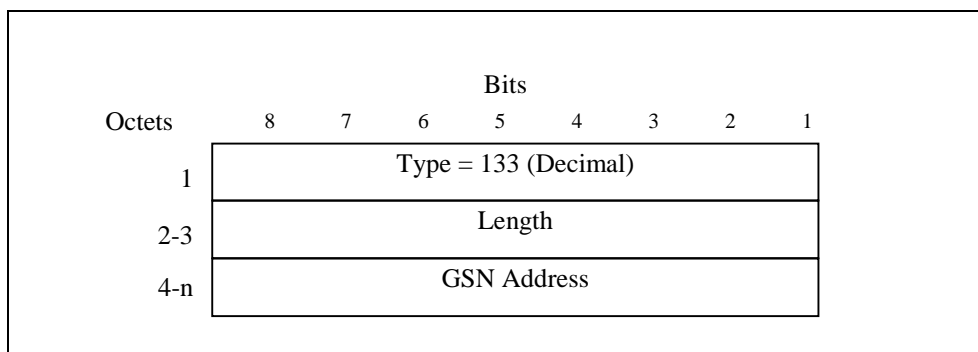 Bits
Octets 8 7 6 5 4 3 2 1
1 Type = 133 (Decimal)
2-3 Length
4-n GSN Address